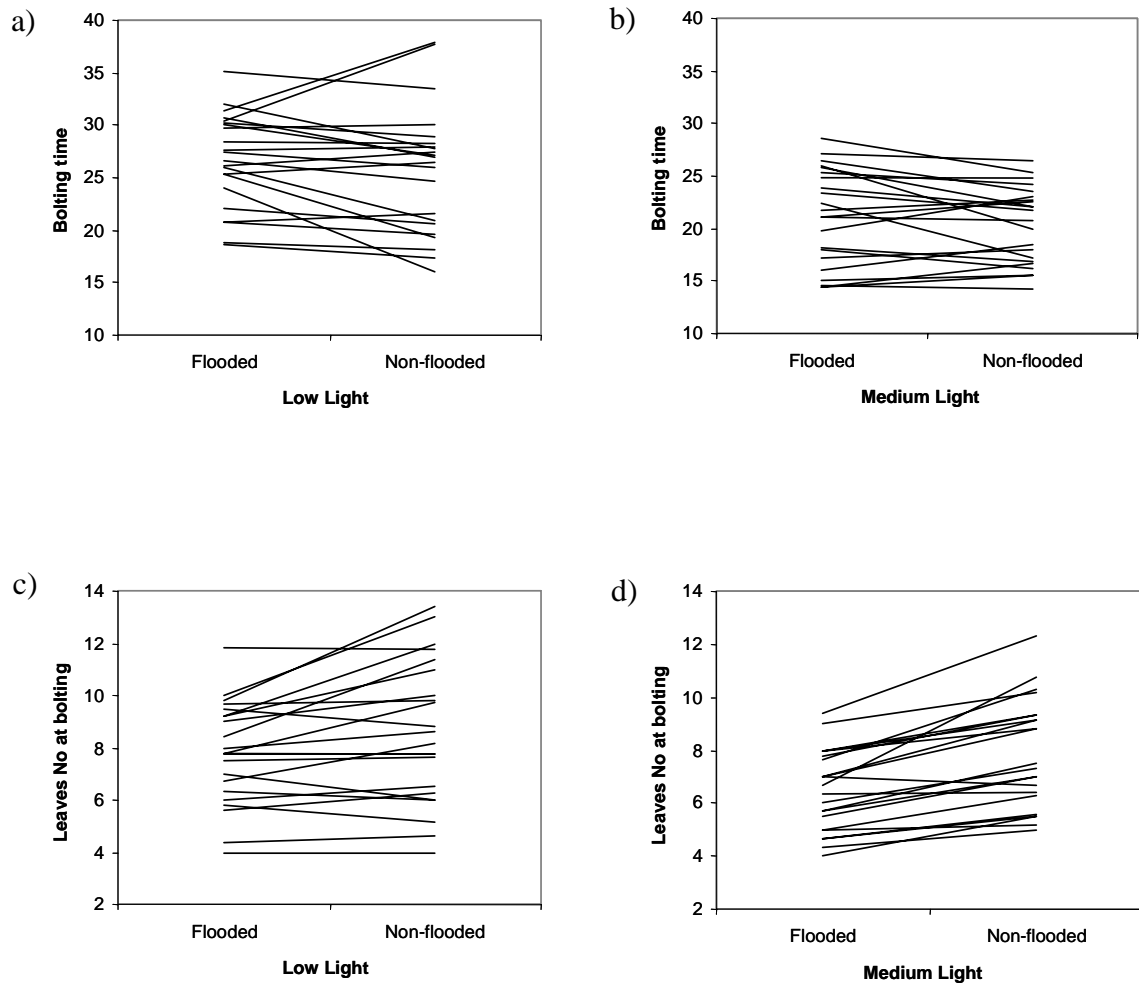 a)
Bolting time
40
35
30
25
20
15
10
Flooded Non-flooded
Low Light
b)
Bolting time
40
35
30
25
20
15
10
Flooded Non-flooded
Medium Light
c)
Leaves No at bolting
14
12
10
8
6
4
2
Flooded Non-flooded
Low Light
d)
Leaves No at bolting
14
12
10
8
6
4
2
Flooded Non-flooded
Medium Light